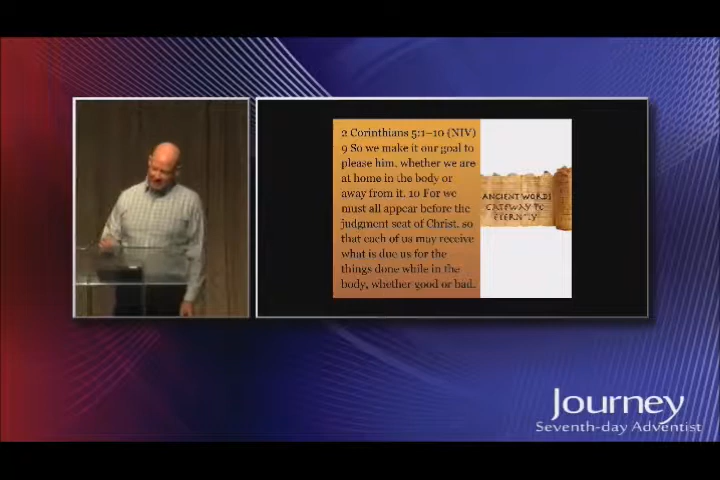 2 Corinthians 5:1–10 (NIV)
9 So we make it our goal to
please him, whether we are
at home in the body or
away from it. 10 For we
must all appear before the
judgment seat of Christ, so
that each of us may receive
what is due us for the
things done while in the
body, whether good or bad.
ANCIENT WORDS
GATEWAY TO
ETERNITY
Journey
Seventh-day Adventist